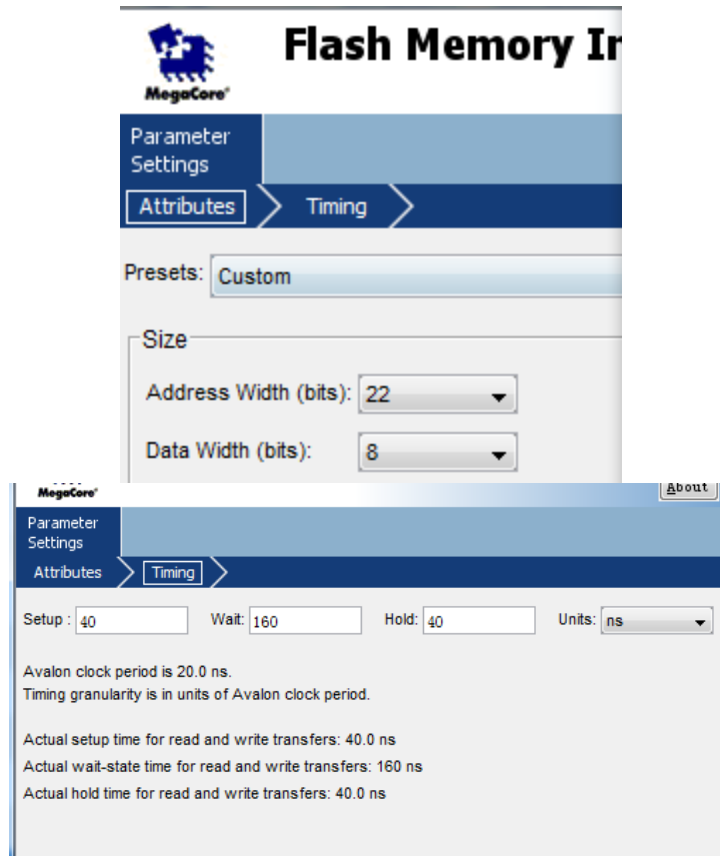 MegaCore®
Flash Memory In
Parameter
Settings
Attributes Timing
Presets: Custom
Size
Address Width (bits): 22
Data Width (bits): 8
MegaCore®
About
Parameter
Settings
Attributes Timing
Setup : 40 Wait: 160 Hold: 40 Units: ns
Avalon clock period is 20.0 ns.
Timing granularity is in units of Avalon clock period.
Actual setup time for read and write transfers: 40.0 ns
Actual wait-state time for read and write transfers: 160 ns
Actual hold time for read and write transfers: 40.0 ns